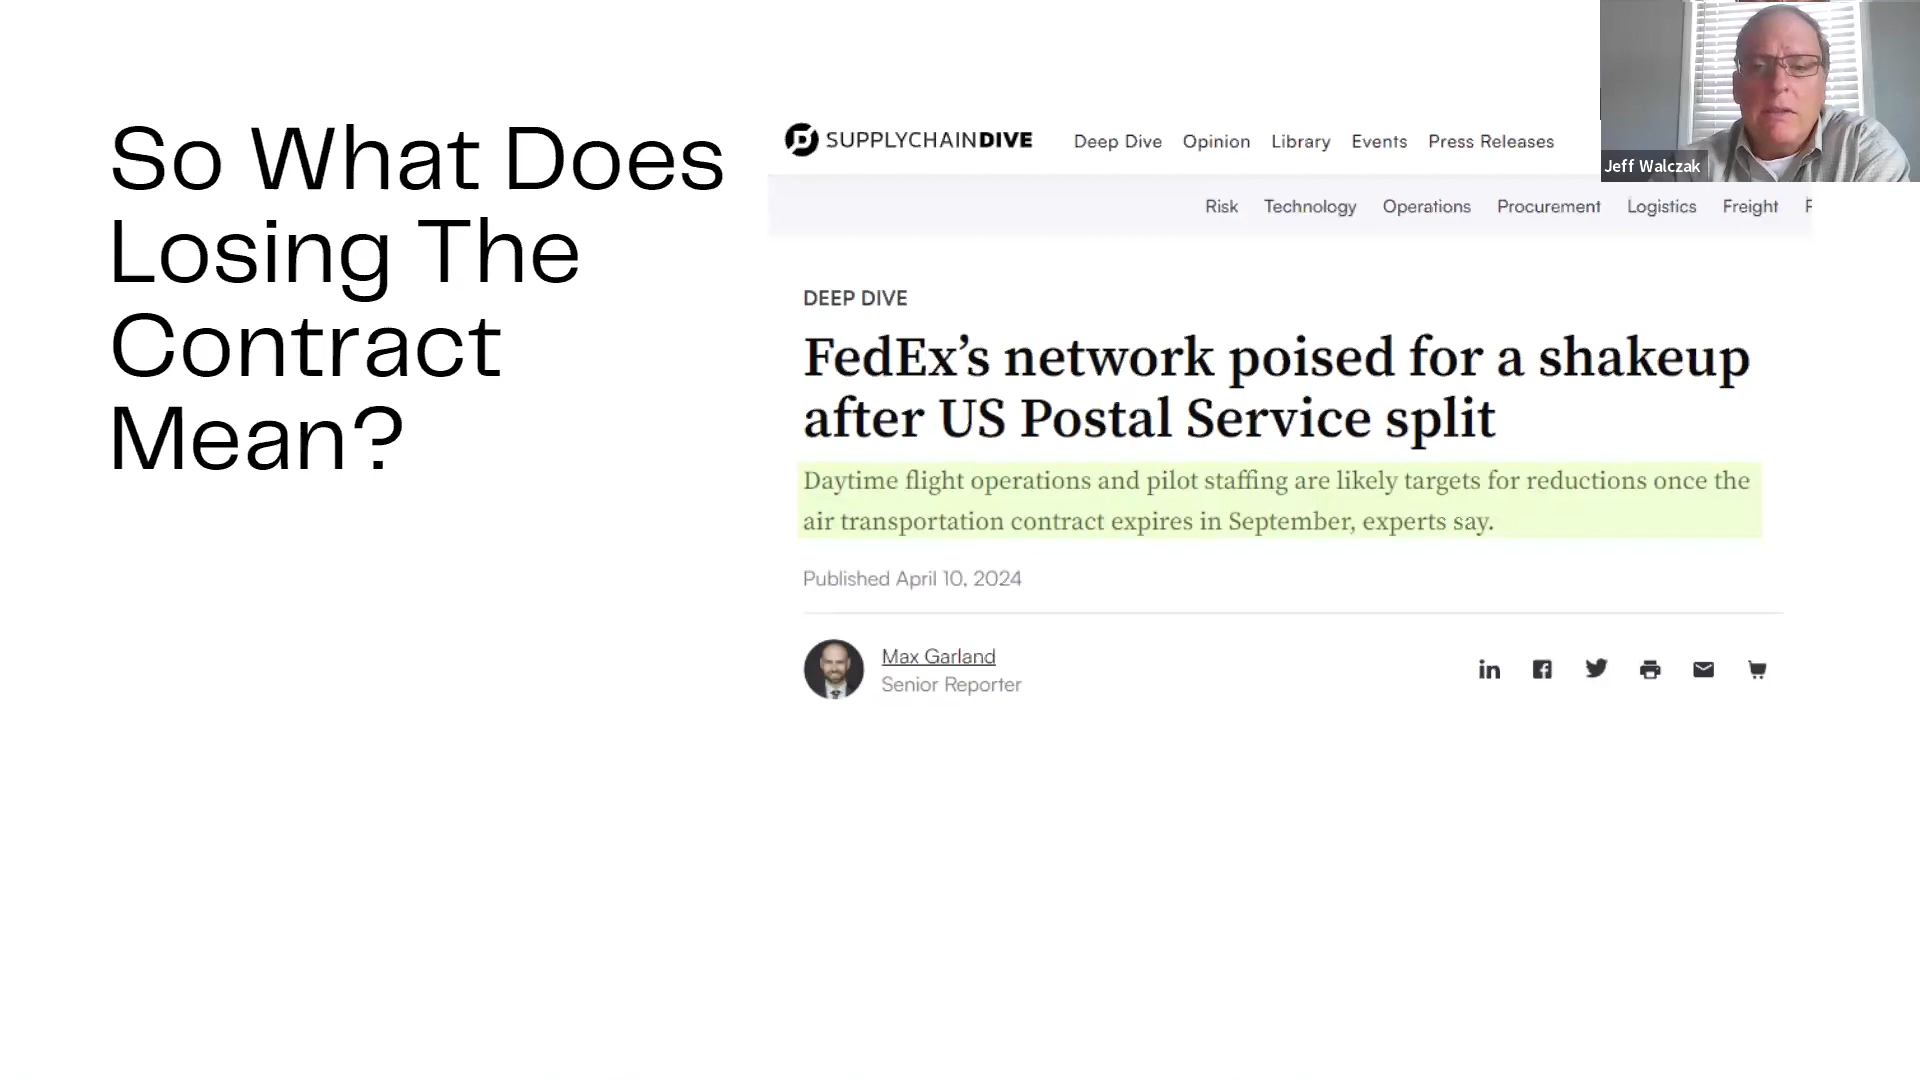 So What Does
Losing The
Contract
Mean?
SUPPLYCHAINDIVE
Deep Dive Opinion Library Events Press Releases
Jeff Walczak
Risk Technology Operations Procurement Logistics Freight F
DEEP DIVE
FedEx’s network poised for a shakeup
after US Postal Service split
Daytime flight operations and pilot staffing are likely targets for reductions once the
air transportation contract expires in September, experts say.
Published April 10, 2024
Max Garland
Senior Reporter